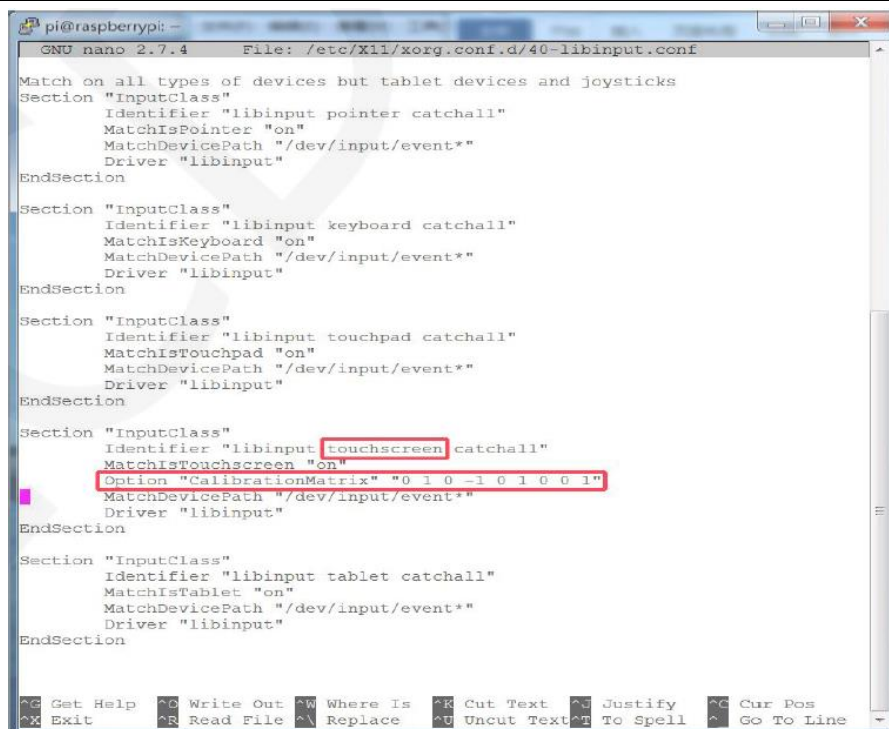 pi@raspberrypi: ~
GNU nano 2.7.4 File: /etc/X11/xorg.conf.d/40-libinput.conf
Match on all types of devices but tablet devices and joysticks
Section "InputClass"
Identifier "libinput pointer catchall"
MatchIsPointer "on"
MatchDevicePath "/dev/input/event*"
Driver "libinput"
EndSection
Section "InputClass"
Identifier "libinput keyboard catchall"
MatchIsKeyboard "on"
MatchDevicePath "/dev/input/event*"
Driver "libinput"
EndSection
Section "InputClass"
Identifier "libinput touchpad catchall"
MatchIsTouchpad "on"
MatchDevicePath "/dev/input/event*"
Driver "libinput"
EndSection
Section "InputClass"
Identifier "libinput touchscreen catchall"
MatchIsTouchscreen "on"
Option "CalibrationMatrix" "0 1 0 -1 0 1 0 0 1"
MatchDevicePath "/dev/input/event*"
Driver "libinput"
EndSection
Section "InputClass"
Identifier "libinput tablet catchall"
MatchIsTablet "on"
MatchDevicePath "/dev/input/event*"
Driver "libinput"
EndSection
^G Get Help ^O Write Out ^W Where Is ^K Cut Text ^J Justify ^C Cur Pos
^X Exit ^R Read File ^\ Replace ^U Uncut Text ^T To Spell ^_ Go To Line